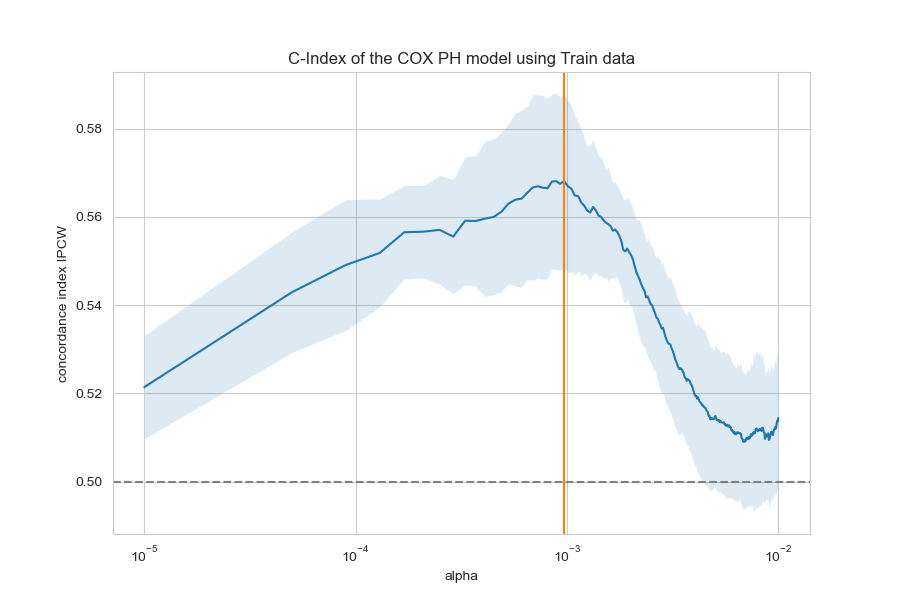 C-Index of the COX PH model using Train data
concordance index IPCW
0.58
0.56
0.54
0.52
0.50
10⁻⁵ 10⁻⁴ 10⁻³ 10⁻²
alpha